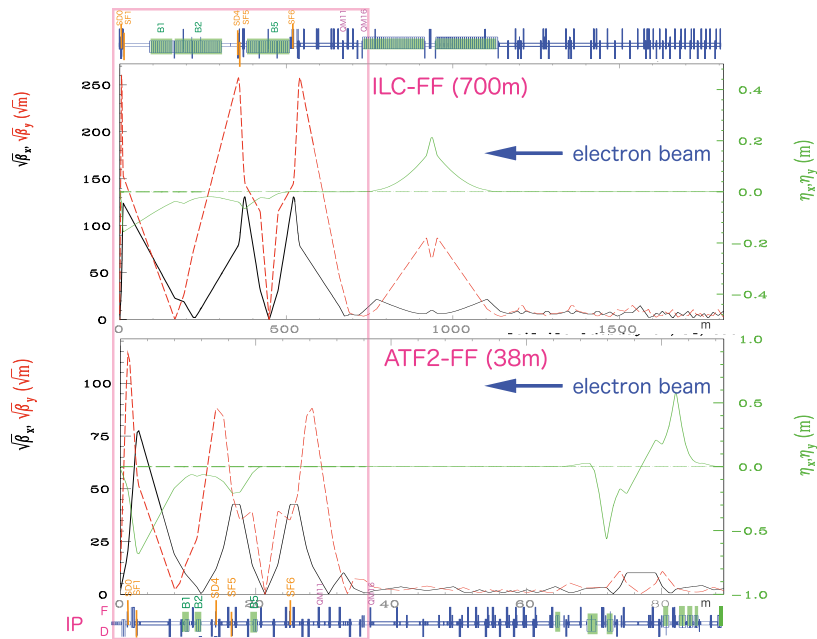 SD0
SF1
B1
B2
SD4
SF5
B5
SF6
QM11
QM16
ILC-FF (700m)
electron beam
√βx, √βy (√m)
250
200
150
100
50
0
0.4
0.2
0.0
−0.2
−0.4
ηx,ηy (m)
0
500
1000
1500
m
ATF2-FF (38m)
electron beam
√βx, √βy (√m)
100
75
50
25
0
1.0
0.5
0.0
−0.5
−1.0
ηx,ηy (m)
0
20
40
60
80
m
SD0
SF1
B1
B2
SD4
SF5
B5
SF6
QM11
QM16
IP
F
D